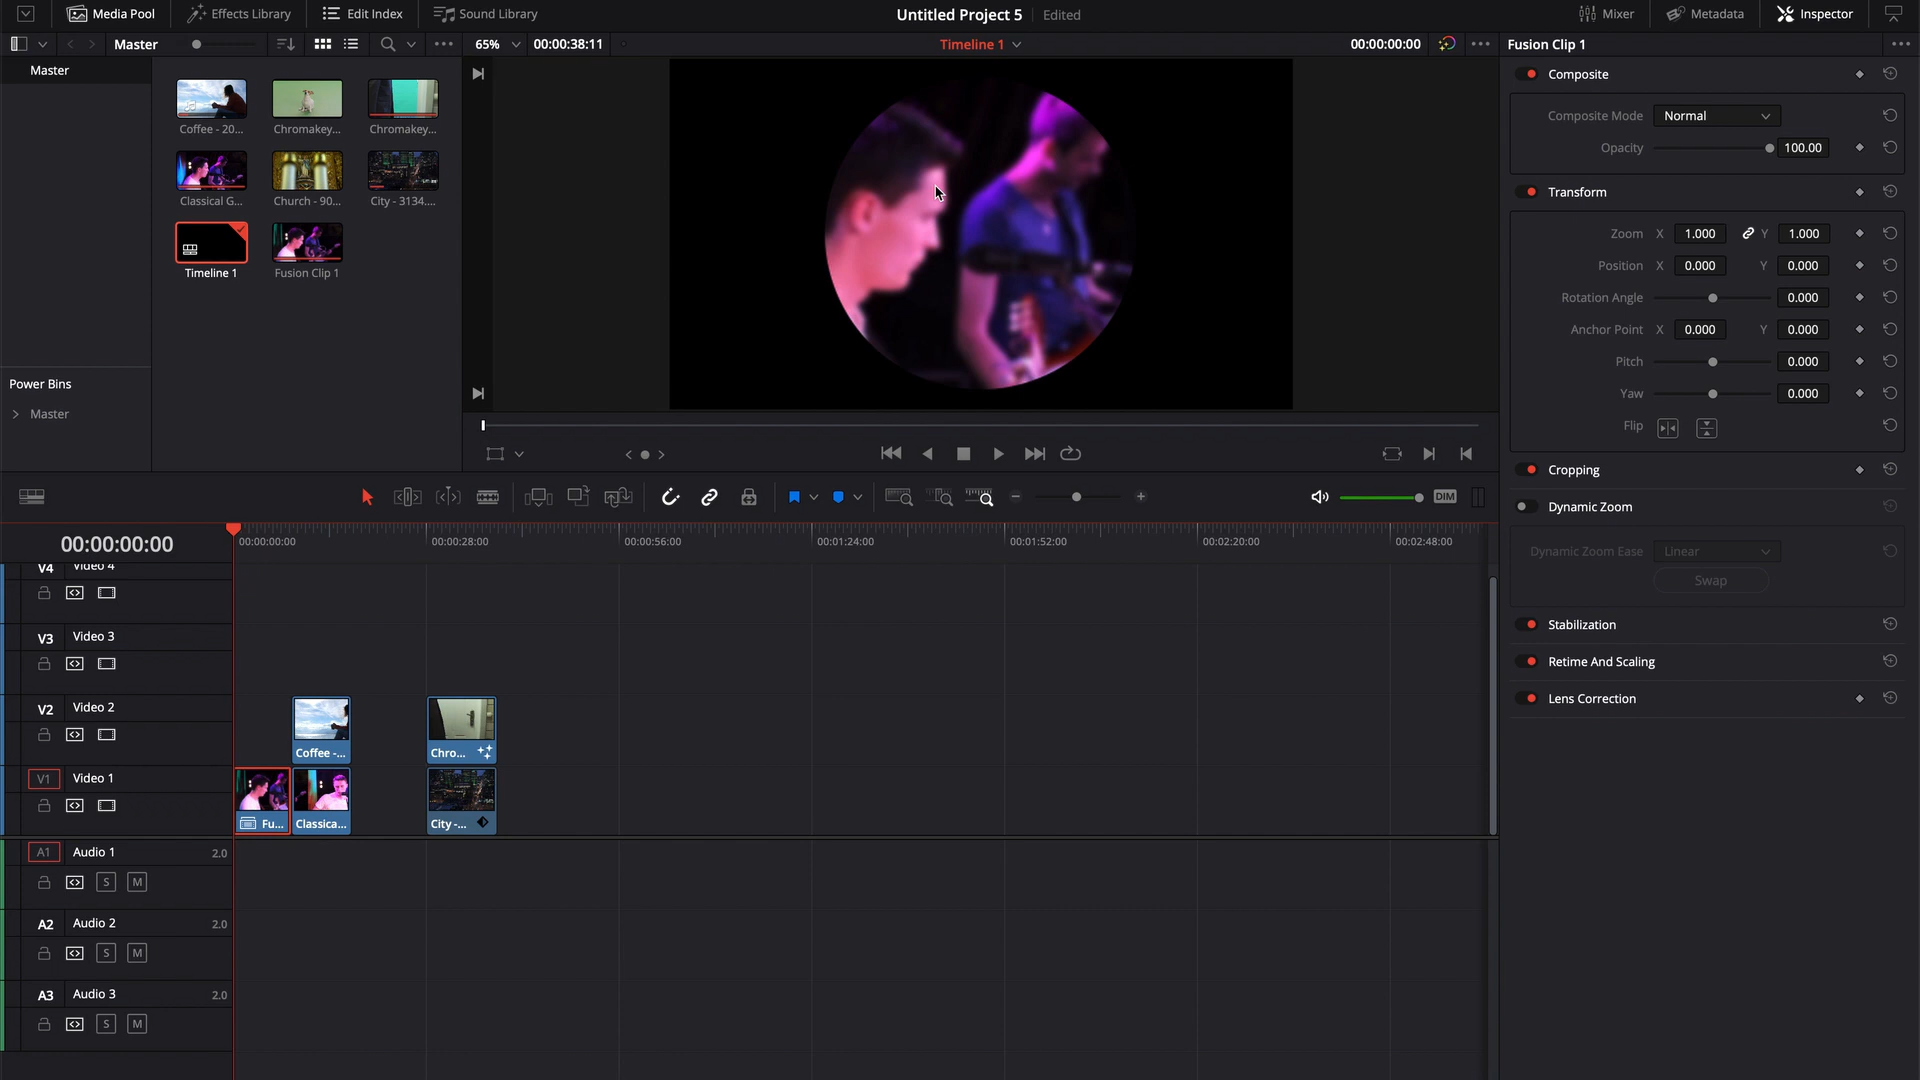 Media Pool
Effects Library
Edit Index
Sound Library
Untitled Project 5
Edited
Mixer
Metadata
Inspector
Master
65%
00:00:38:11
Timeline 1
00:00:00:00
Fusion Clip 1
Master
Coffee - 20...
Chromakey...
Chromakey...
Classical G...
Church - 90...
City - 3134....
Timeline 1
Fusion Clip 1
Power Bins
Master
Composite
Composite Mode Normal
Opacity 100.00
Transform
Zoom X 1.000 Y 1.000
Position X 0.000 Y 0.000
Rotation Angle 0.000
Anchor Point X 0.000 Y 0.000
Pitch 0.000
Yaw 0.000
Flip
Cropping
Dynamic Zoom
Dynamic Zoom Ease Linear
Swap
Stabilization
Retime And Scaling
Lens Correction
DIM
00:00:00:00
00:00:00:00
00:00:28:00
00:00:56:00
00:01:24:00
00:01:52:00
00:02:20:00
00:02:48:00
V4 Video 4
V3 Video 3
V2 Video 2
Coffee -...
Chro...
V1 Video 1
Fu...
Classica...
City -...
A1 Audio 1 2.0
S M
A2 Audio 2 2.0
S M
A3 Audio 3 2.0
S M